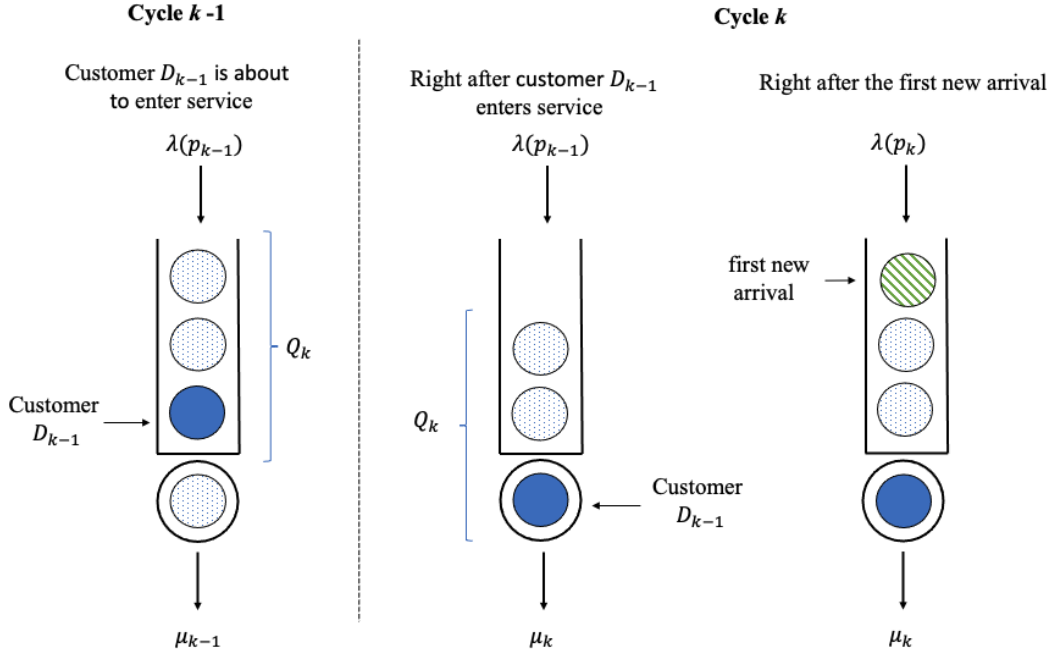 Cycle k -1
Cycle k
Customer D_{k−1} is about
to enter service
Right after customer D_{k−1}
enters service
Right after the first new arrival
λ(p_{k−1})
λ(p_{k−1})
λ(p_k)
first new
arrival
Q_k
Customer
D_{k−1}
Q_k
Customer
D_{k−1}
μ_{k−1}
μ_k
μ_k